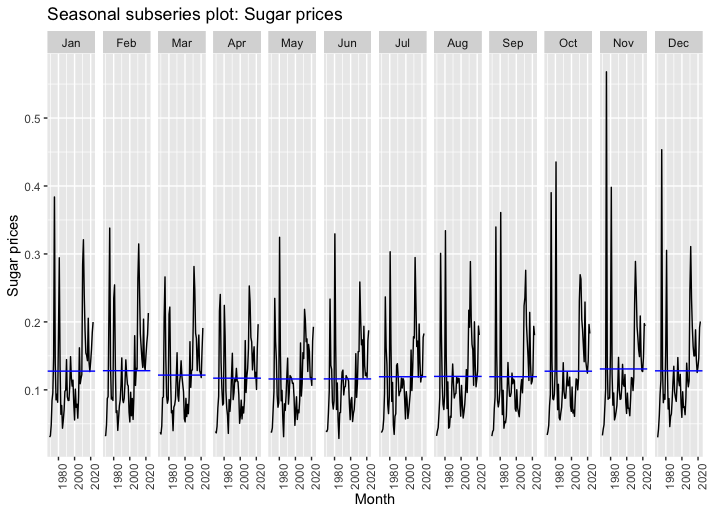 Seasonal subseries plot: Sugar prices
Jan Feb Mar Apr May Jun Jul Aug Sep Oct Nov Dec
0.5
0.4
0.3
0.2
0.1
Sugar prices
1980 2000 2020 1980 2000 2020 1980 2000 2020 1980 2000 2020 1980 2000 2020 1980 2000 2020 1980 2000 2020 1980 2000 2020 1980 2000 2020 1980 2000 2020 1980 2000 2020 1980 2000 2020
Month